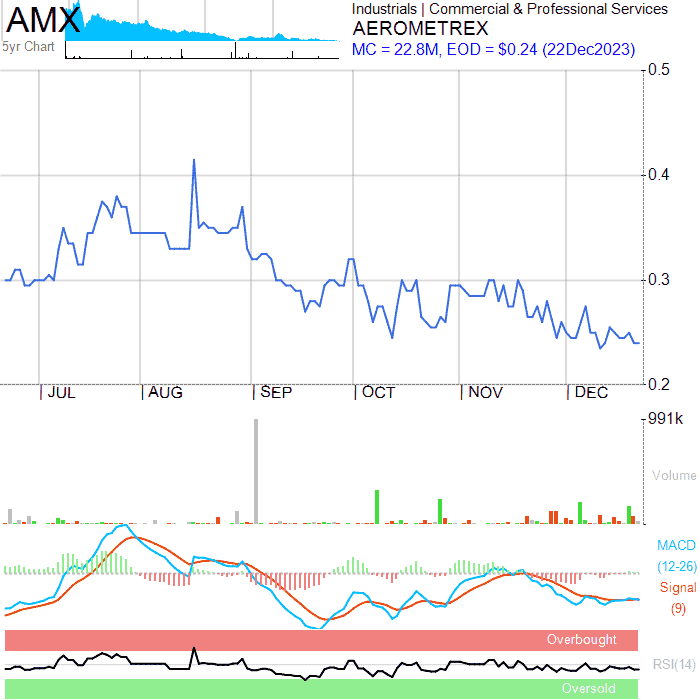 AMX
5yr Chart
Industrials | Commercial & Professional Services
AEROMETREX
MC = 22.8M, EOD = $0.24 (22Dec2023)
0.5
0.4
0.3
0.2
JUL AUG SEP OCT NOV DEC
991k
Volume
MACD
(12-26)
Signal
(9)
Overbought
RSI(14)
Oversold